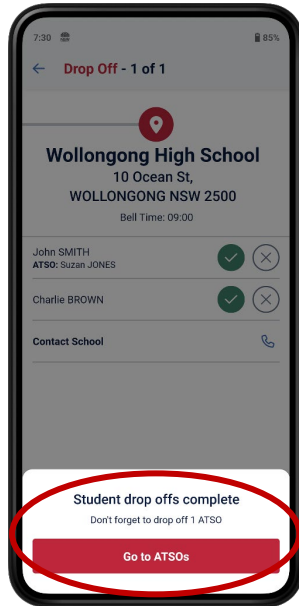 7:30 85%
Drop Off - 1 of 1
Wollongong High School
10 Ocean St,
WOLLONGONG NSW 2500
Bell Time: 09:00
John SMITH
ATSO: Suzan JONES
Charlie BROWN
Contact School
Student drop offs complete
Don't forget to drop off 1 ATSO
Go to ATSOs